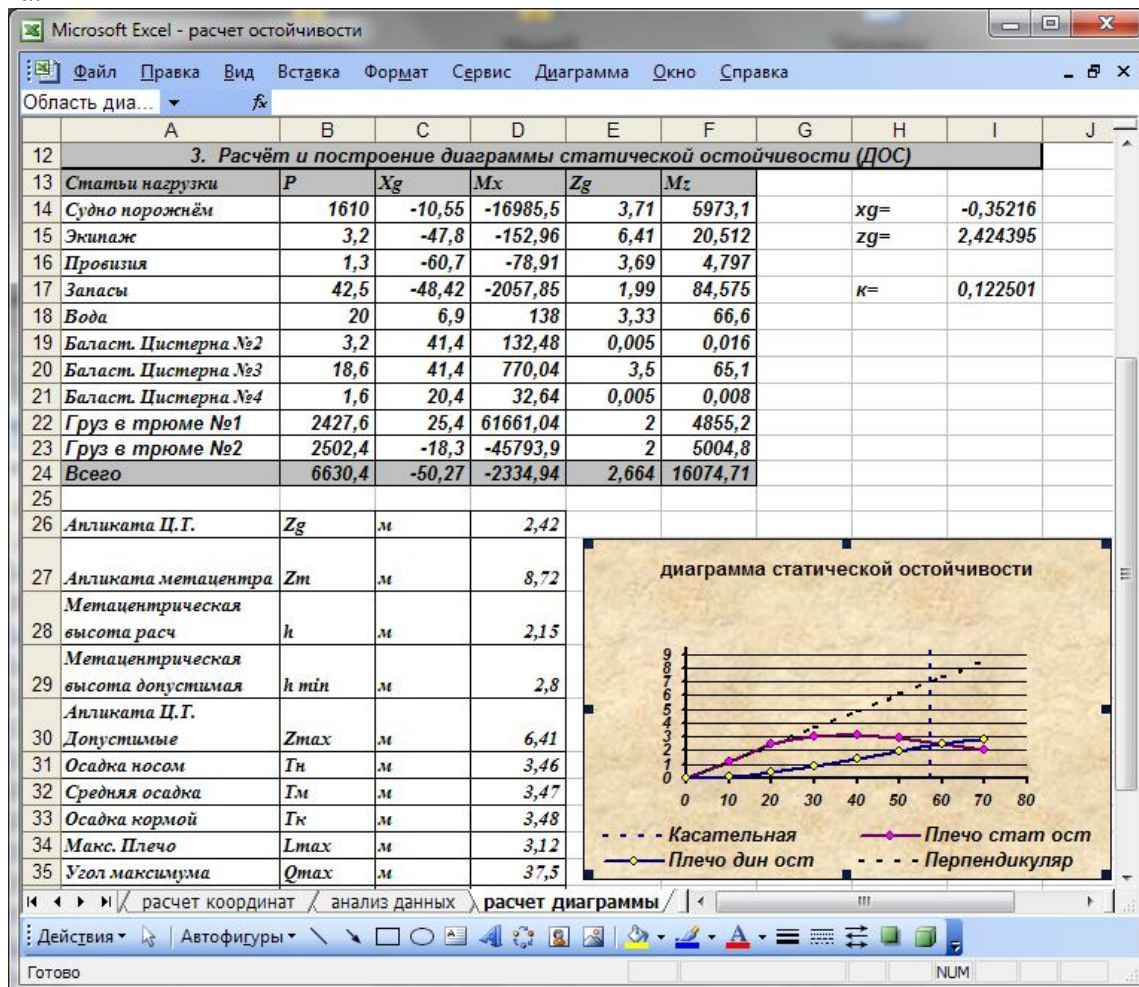 Microsoft Excel - расчет остойчивости
Файл Правка Вид Вставка Формат Сервис Диаграмма Окно Справка
Область диа... fx
A B C D E F G H I J
12 3. Расчёт и построение диаграммы статической остойчивости (ДОС)
13 Статьи нагрузки P Xg Mx Zg Mz
14 Судно порожнём 1610 -10,55 -16985,5 3,71 5973,1 xg= -0,35216
15 Экипаж 3,2 -47,8 -152,96 6,41 20,512 zg= 2,424395
16 Провизия 1,3 -60,7 -78,91 3,69 4,797
17 Запасы 42,5 -48,42 -2057,85 1,99 84,575 к= 0,122501
18 Вода 20 6,9 138 3,33 66,6
19 Баласт. Цистерна №2 3,2 41,4 132,48 0,005 0,016
20 Баласт. Цистерна №3 18,6 41,4 770,04 3,5 65,1
21 Баласт. Цистерна №4 1,6 20,4 32,64 0,005 0,008
22 Груз в трюме №1 2427,6 25,4 61661,04 2 4855,2
23 Груз в трюме №2 2502,4 -18,3 -45793,9 2 5004,8
24 Всего 6630,4 -50,27 -2334,94 2,664 16074,71
25
26 Апликата Ц.Т. Zg м 2,42
27 Апликата метацентра Zm м 8,72
Метацентрическая
28 высота расч h м 2,15
Метацентрическая
29 высота допустимая h min м 2,8
Апликата Ц.Т.
30 Допустимые Zmax м 6,41
31 Осадка носом Тн м 3,46
32 Средняя осадка Тм м 3,47
33 Осадка кормой Тк м 3,48
34 Макс. Плечо Lmax м 3,12
35 Угол максимума Qmax м 37,5
диаграмма статической остойчивости
9
8
7
6
5
4
3
2
1
0
0 10 20 30 40 50 60 70 80
Касательная Плечо стат ост
Плечо дин ост Перпендикуляр
расчет координат анализ данных расчет диаграммы
Действия Автофигуры
Готово NUM